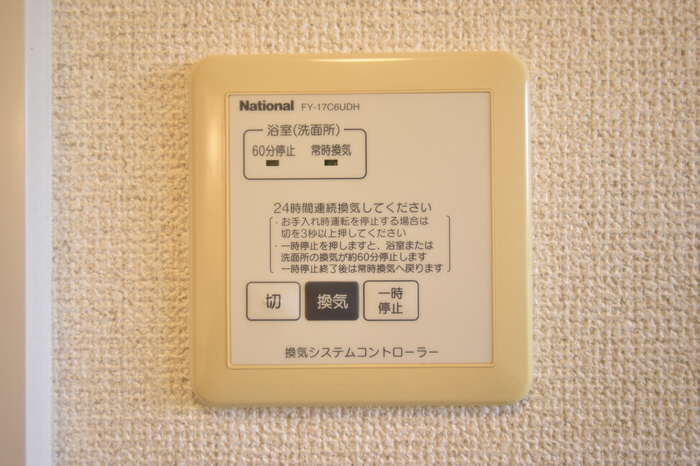 National FY-17C6UDH
浴室(洗面所)
60分停止 常時換気
24時間連続換気してください
・お手入れ時運転を停止する場合は
切を3秒以上押してください
・一時停止を押しますと、浴室または
洗面所の換気が約60分停止します
一時停止終了後は常時換気へ戻ります
切 換気 一時
停止
換気システムコントローラー